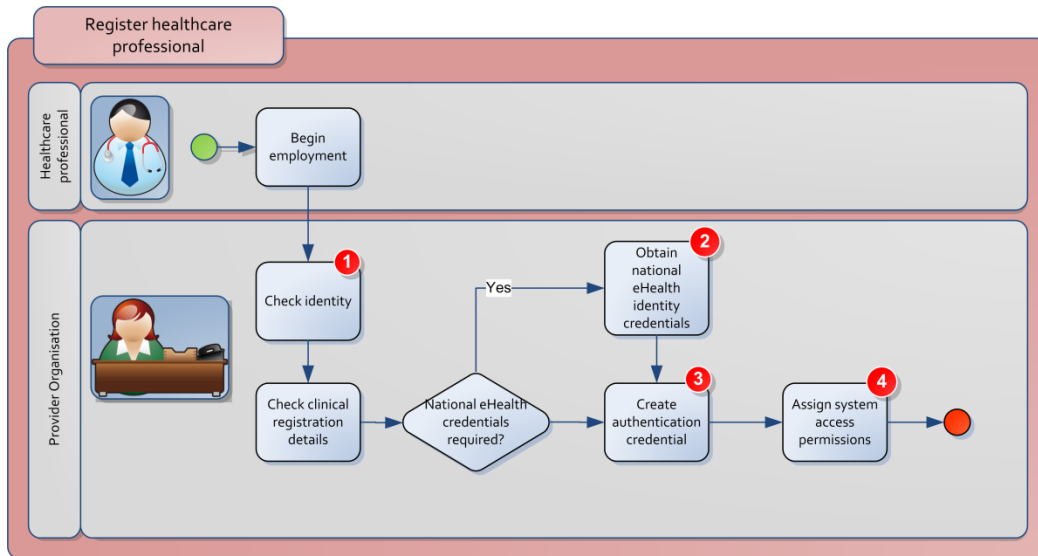 Register healthcare
professional
Healthcare
professional
Begin
employment
Provider Organisation
1
Check identity
Check clinical
registration
details
National eHealth
credentials
required?
Yes
2
Obtain
national
eHealth
identity
credentials
3
Create
authentication
credential
4
Assign system
access
permissions